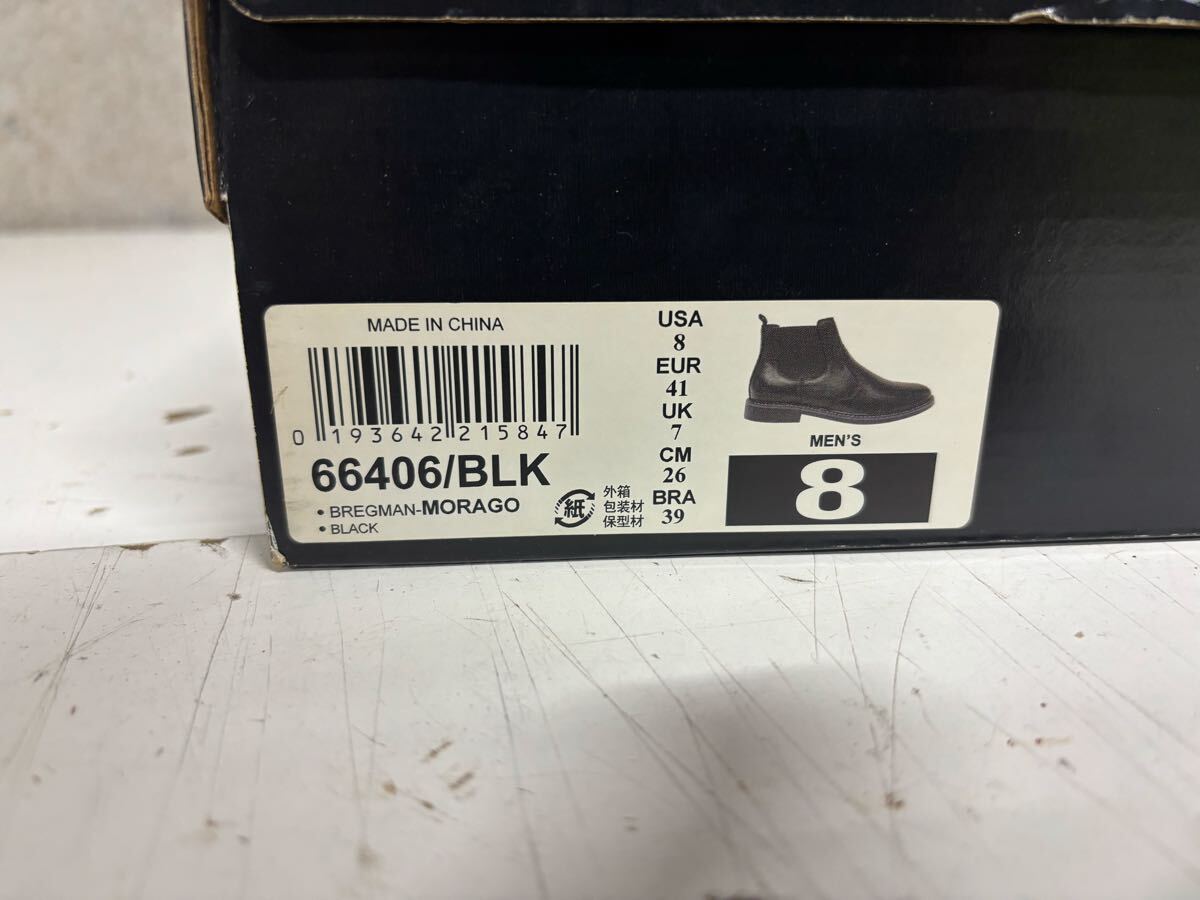 MADE IN CHINA
0 193642 215847
66406/BLK
• BREGMAN-MORAGO
• BLACK
紙
外箱
包装材
保型材
USA
8
EUR
41
UK
7
CM
26
BRA
39
MEN'S
8